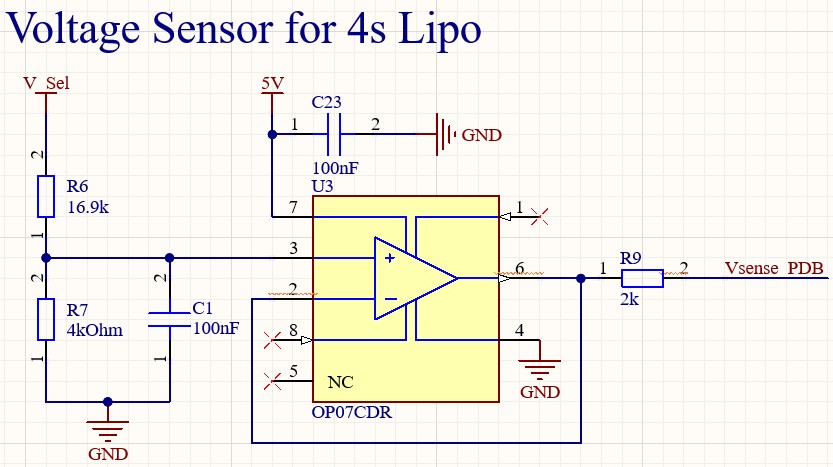 Voltage Sensor for 4s Lipo
V_Sel
5V
C23
1
2
GND
100nF
U3
2
R6
16.9k
1
7
1
3
6
2
R7
4kOhm
1
2
C1
100nF
1
2
8
4
5
NC
OP07CDR
R9
1
2
2k
Vsense_PDB
GND
GND